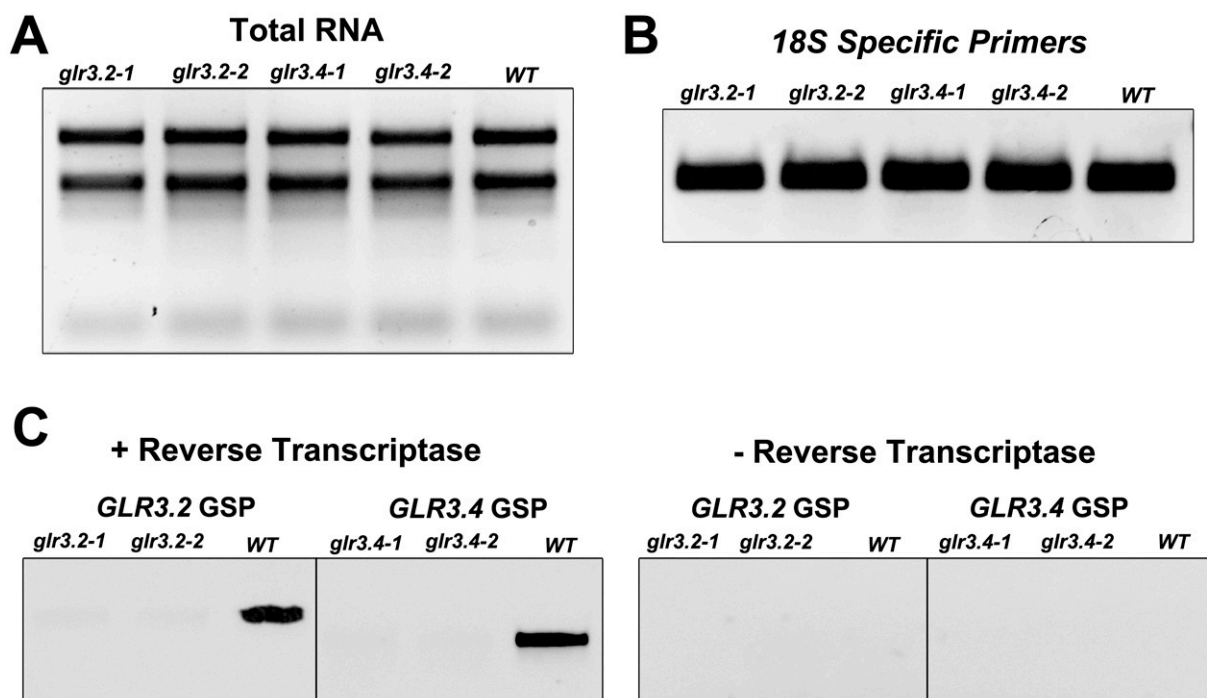 A
Total RNA
glr3.2-1 glr3.2-2 glr3.4-1 glr3.4-2 WT
B
18S Specific Primers
glr3.2-1 glr3.2-2 glr3.4-1 glr3.4-2 WT
C
+ Reverse Transcriptase
GLR3.2 GSP GLR3.4 GSP
glr3.2-1 glr3.2-2 WT glr3.4-1 glr3.4-2 WT
- Reverse Transcriptase
GLR3.2 GSP GLR3.4 GSP
glr3.2-1 glr3.2-2 WT glr3.4-1 glr3.4-2 WT